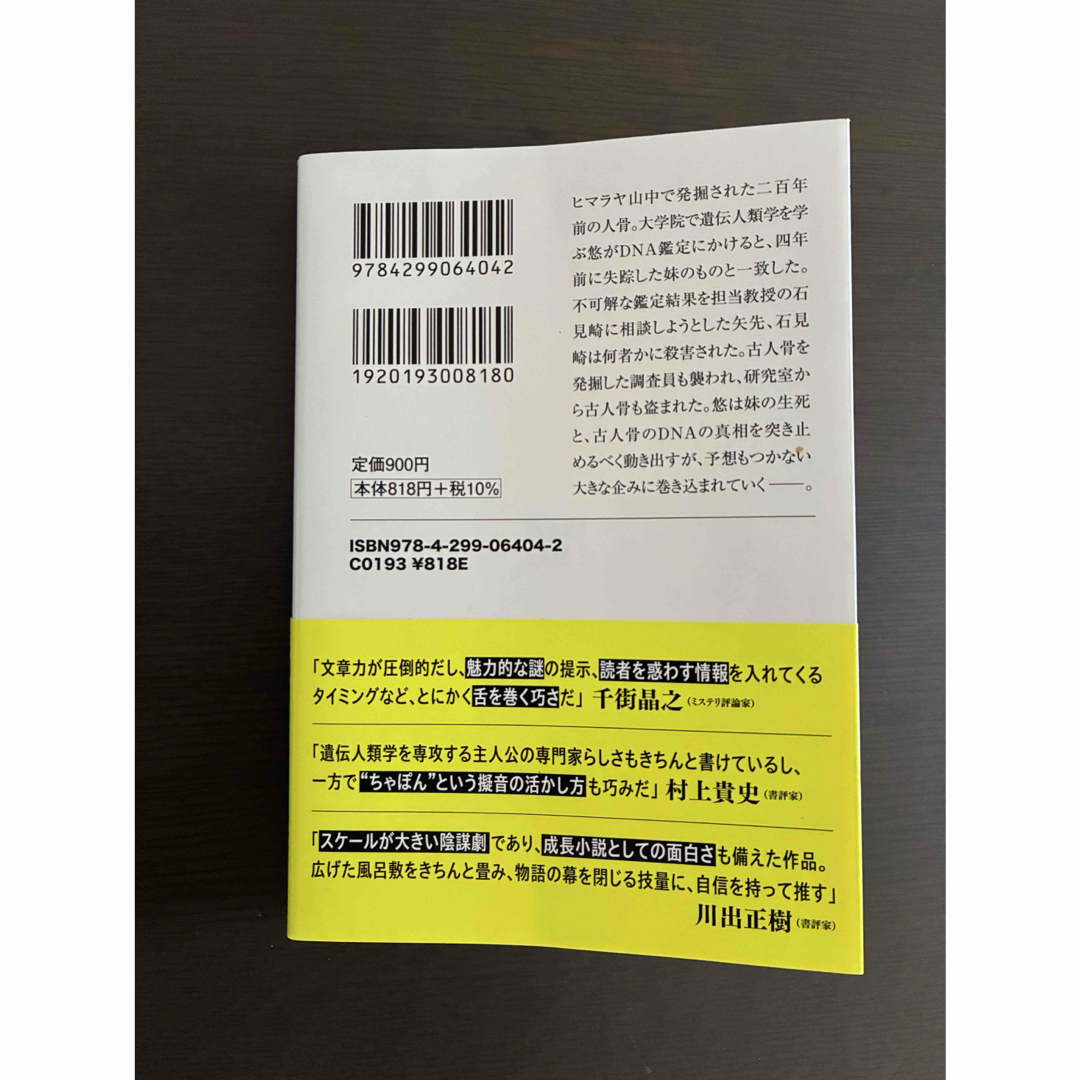 9784299064042
1920193008180
定価900円
本体818円+税10%
ヒマラヤ山中で発掘された二百年
前の人骨。大学院で遺伝人類学を学
ぶ悠がDNA鑑定にかけると、四年
前に失踪した妹のものと一致した。
不可解な鑑定結果を担当教授の石
見崎に相談しようとした矢先、石見
崎は何者かに殺害された。古人骨を
発掘した調査員も襲われ、研究室か
ら古人骨も盗まれた。悠は妹の生死
と、古人骨のDNAの真相を突き止
めるべく動き出すが、予想もつかない
大きな企みに巻き込まれていく――。
ISBN978-4-299-06404-2
C0193 ¥818E
「文章力が圧倒的だし、魅力的な謎の提示、読者を惑わす情報を入れてくる
タイミングなど、とにかく舌を巻く巧さだ」 千街晶之(ミステリ評論家)
「遺伝人類学を専攻する主人公の専門家らしさもきちんと書けているし、
一方で“ちゃぽん”という擬音の活かし方も巧みだ」 村上貴史(書評家)
「スケールが大きい陰謀劇であり、成長小説としての面白さも備えた作品。
広げた風呂敷をきちんと畳み、物語の幕を閉じる技量に、自信を持って推す」
川出正樹(書評家)